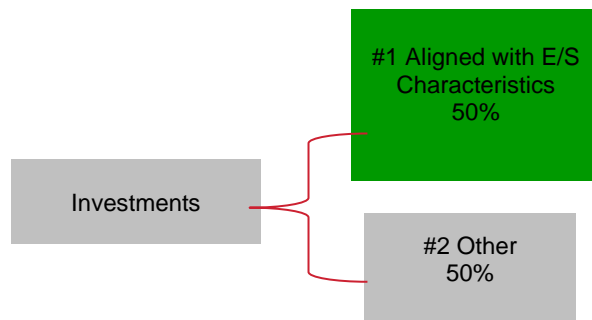 #1 Aligned with E/S
Characteristics
50%
Investments
#2 Other
50%